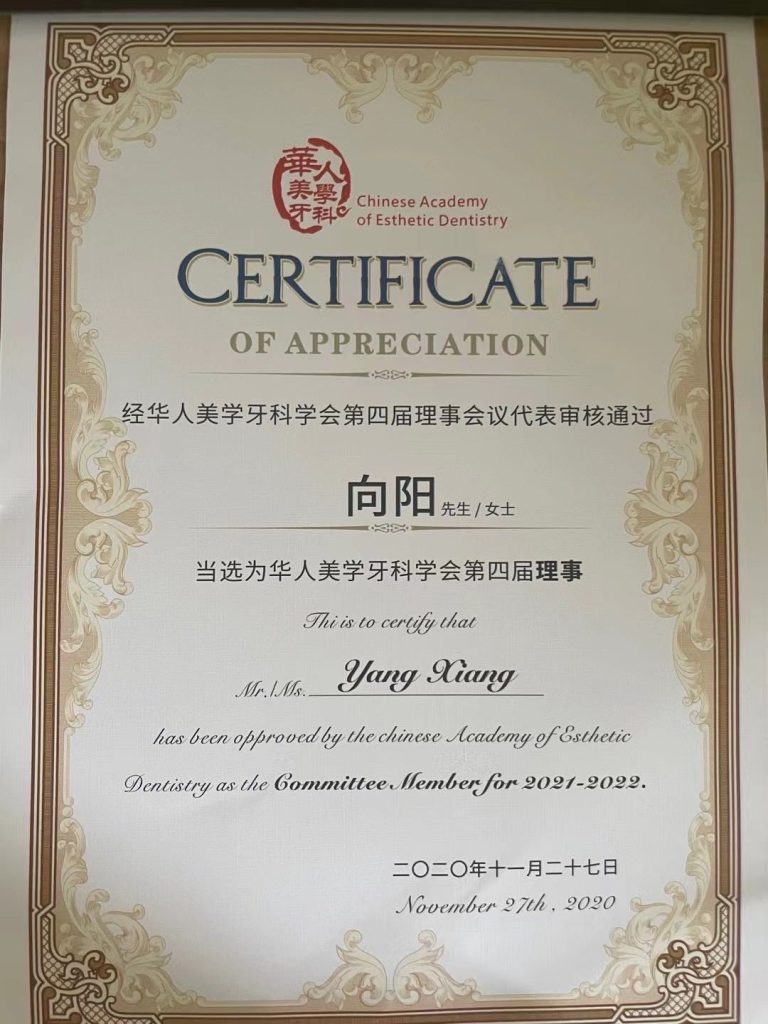 華人
美學
牙科
Chinese Academy
of Esthetic Dentistry
CERTIFICATE
OF APPRECIATION
经华人美学牙科学会第四届理事会议代表审核通过
向阳 先生 / 女士
当选为华人美学牙科学会第四届理事
Thi is to certify that
Mr./Ms. Yang Xiang
has been opproved by the chinese Academy of Esthetic
Dentistry as the Committee Member for 2021-2022.
二〇二〇年十一月二十七日
November 27th , 2020